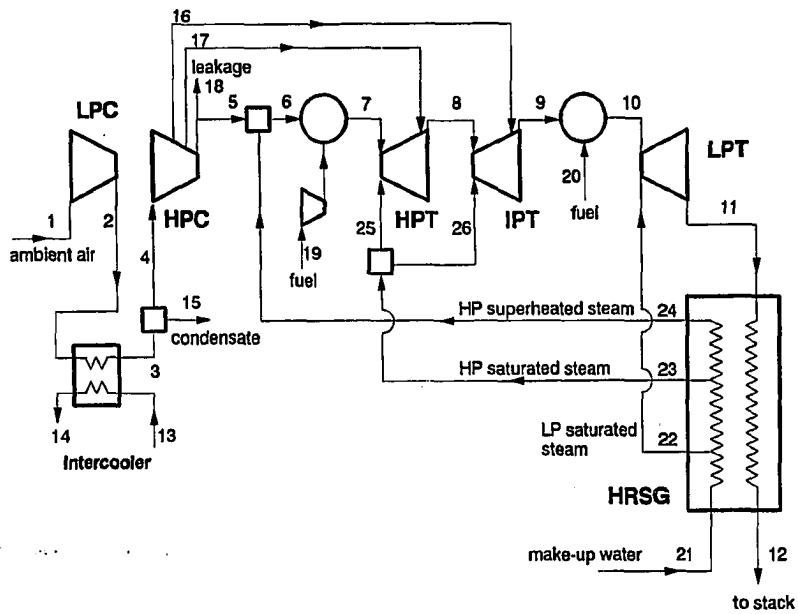 16
17
leakage
18
LPC
5
6
7
8
9
10
LPT
1
2
HPC
4
ambient air
25
HPT
26
IPT
20
fuel
11
19
fuel
15
condensate
3
14
13
Intercooler
HP superheated steam
24
HP saturated steam
23
LP saturated
steam
22
HRSG
make-up water
21
12
to stack